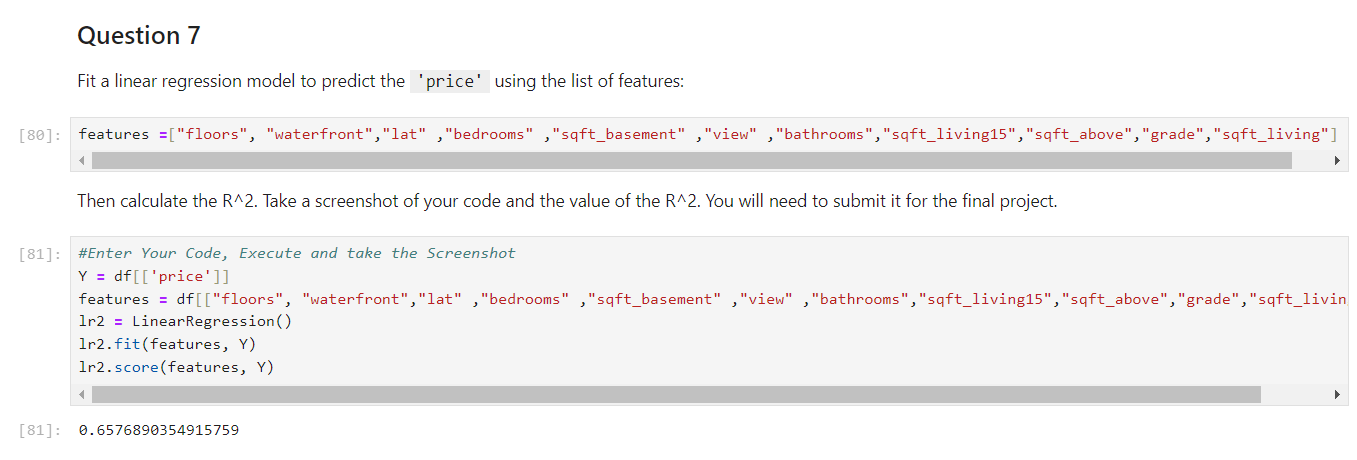 Question 7
Fit a linear regression model to predict the 'price' using the list of features:
[80]: features =["floors", "waterfront","lat" ,"bedrooms" ,"sqft_basement" ,"view" ,"bathrooms","sqft_living15","sqft_above","grade","sqft_living"]
Then calculate the R^2. Take a screenshot of your code and the value of the R^2. You will need to submit it for the final project.
[81]: #Enter Your Code, Execute and take the Screenshot
Y = df[['price']]
features = df[["floors", "waterfront","lat" ,"bedrooms" ,"sqft_basement" ,"view" ,"bathrooms","sqft_living15","sqft_above","grade","sqft_livin
lr2 = LinearRegression()
lr2.fit(features, Y)
lr2.score(features, Y)
[81]: 0.6576890354915759